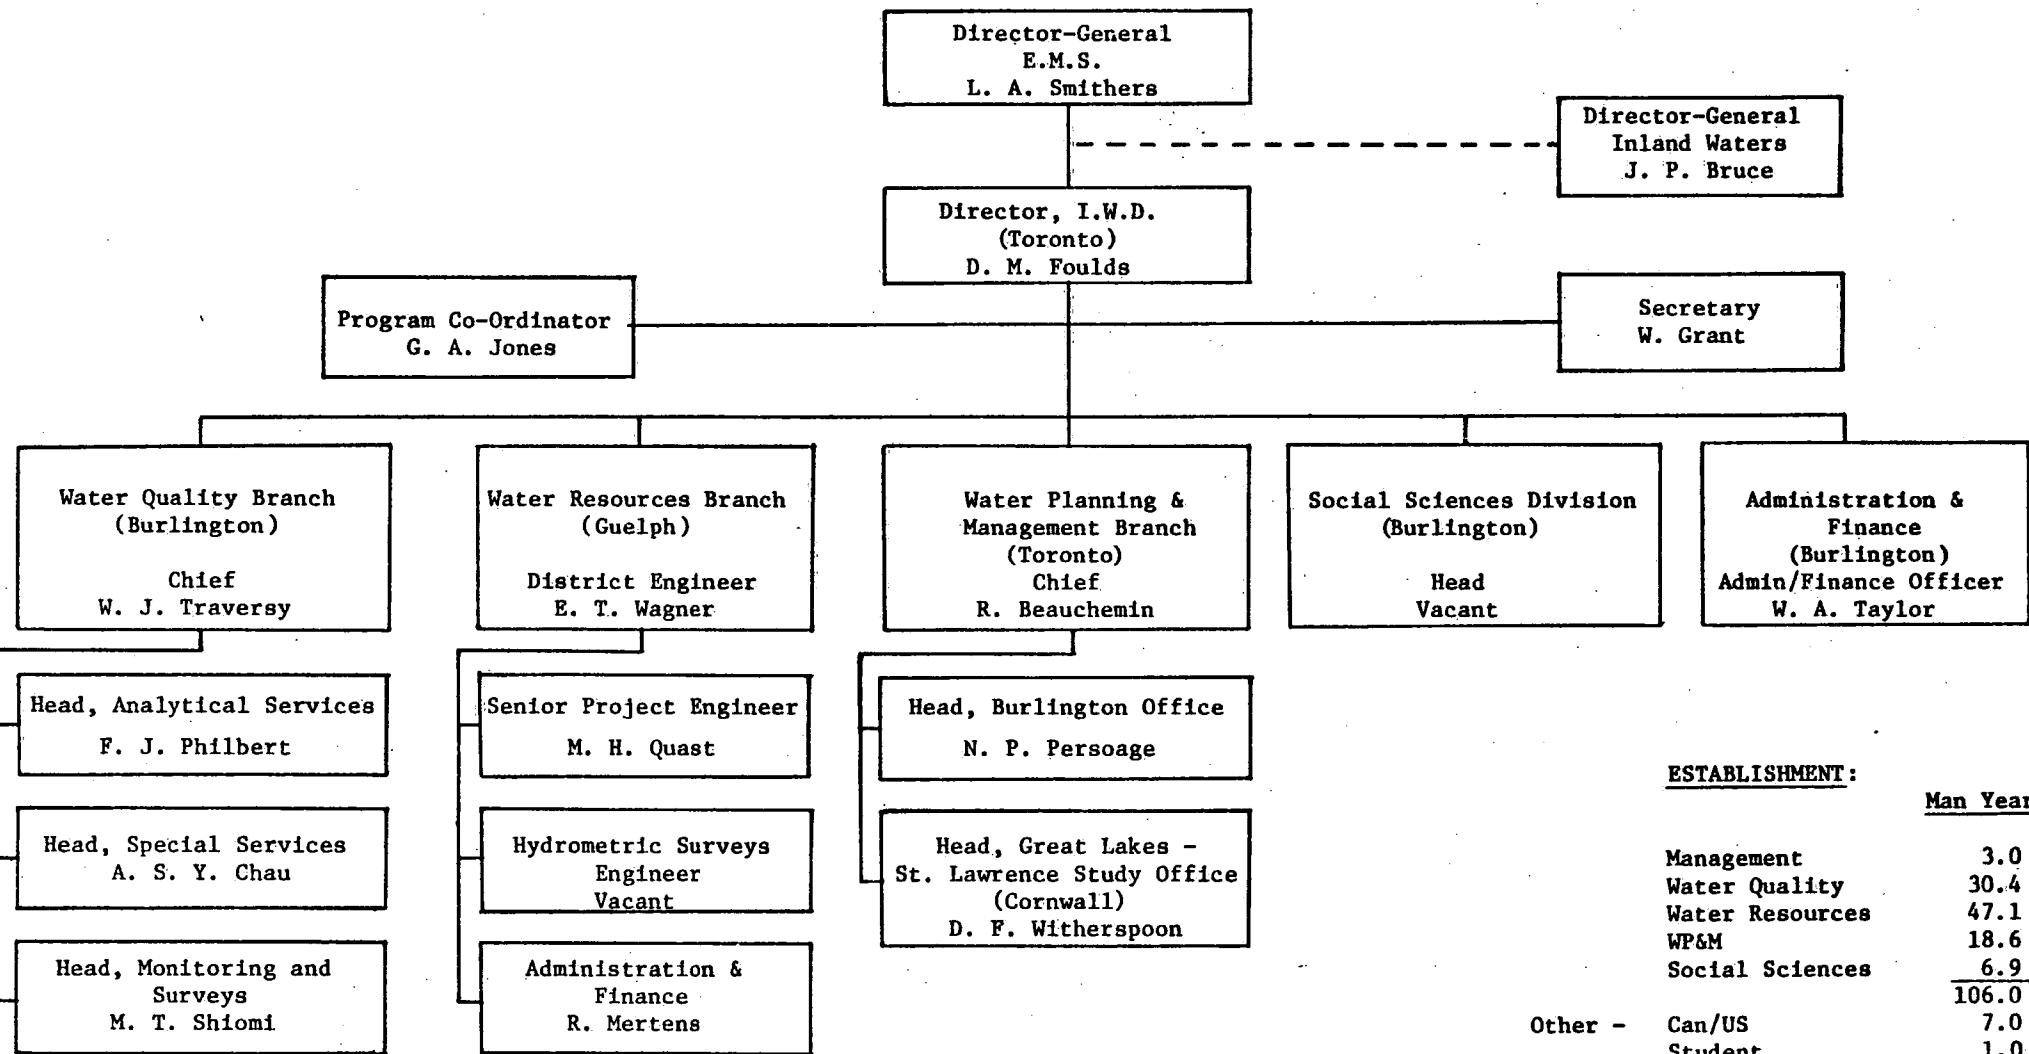 Director-General
E.M.S.
L. A. Smithers
Director-General
Inland Waters
J. P. Bruce
Director, I.W.D.
(Toronto)
D. M. Foulds
Program Co-Ordinator
G. A. Jones
Secretary
W. Grant
Water Quality Branch
(Burlington)
Chief
W. J. Traversy
Water Resources Branch
(Guelph)
District Engineer
E. T. Wagner
Water Planning &
Management Branch
(Toronto)
Chief
R. Beauchemin
Social Sciences Division
(Burlington)
Head
Vacant
Administration &
Finance
(Burlington)
Admin/Finance Officer
W. A. Taylor
Head, Analytical Services
F. J. Philbert
Head, Special Services
A. S. Y. Chau
Head, Monitoring and
Surveys
M. T. Shiomi
Senior Project Engineer
M. H. Quast
Hydrometric Surveys
Engineer
Vacant
Administration &
Finance
R. Mertens
Head, Burlington Office
N. P. Persoage
Head, Great Lakes -
St. Lawrence Study Office
(Cornwall)
D. F. Witherspoon
ESTABLISHMENT:
Man Year
Management 3.0
Water Quality 30.4
Water Resources 47.1
WP&M 18.6
Social Sciences 6.9
106.0
Other - Can/US 7.0
Student 1.0